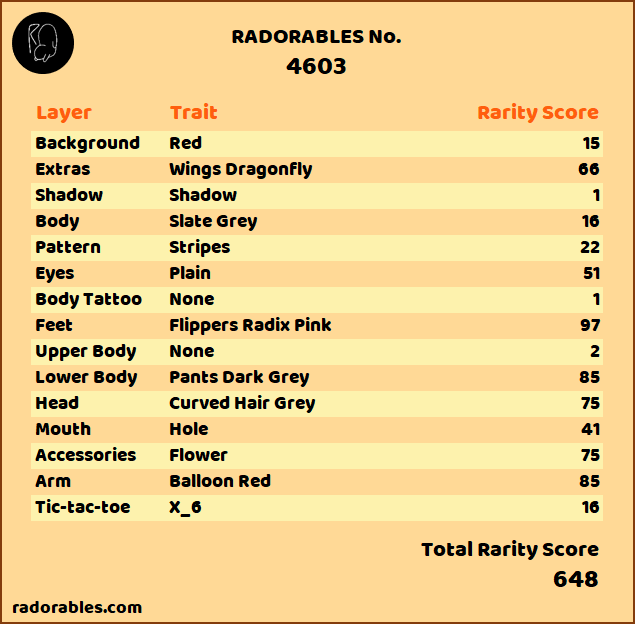 RADORABLES No.
4603
Layer Trait Rarity Score
Background Red 15
Extras Wings Dragonfly 66
Shadow Shadow 1
Body Slate Grey 16
Pattern Stripes 22
Eyes Plain 51
Body Tattoo None 1
Feet Flippers Radix Pink 97
Upper Body None 2
Lower Body Pants Dark Grey 85
Head Curved Hair Grey 75
Mouth Hole 41
Accessories Flower 75
Arm Balloon Red 85
Tic-tac-toe X_6 16
Total Rarity Score
648
radorables.com